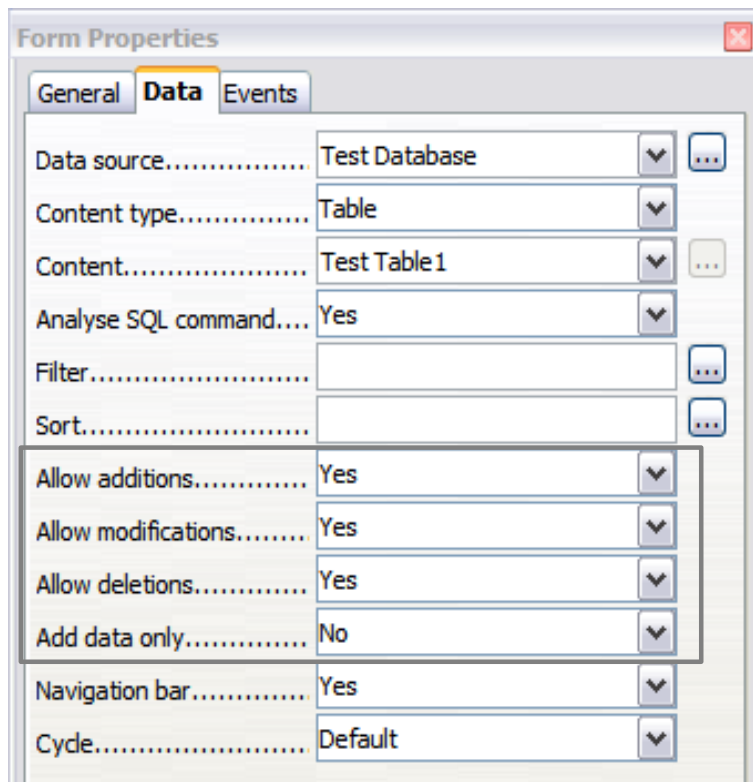 Form Properties
General Data Events
Data source................. Test Database ...
Content type............... Table
Content...................... Test Table1 ...
Analyse SQL command.... Yes
Filter.......................... ...
Sort........................... ...
Allow additions............. Yes
Allow modifications........ Yes
Allow deletions............. Yes
Add data only.............. No
Navigation bar............. Yes
Cycle......................... Default